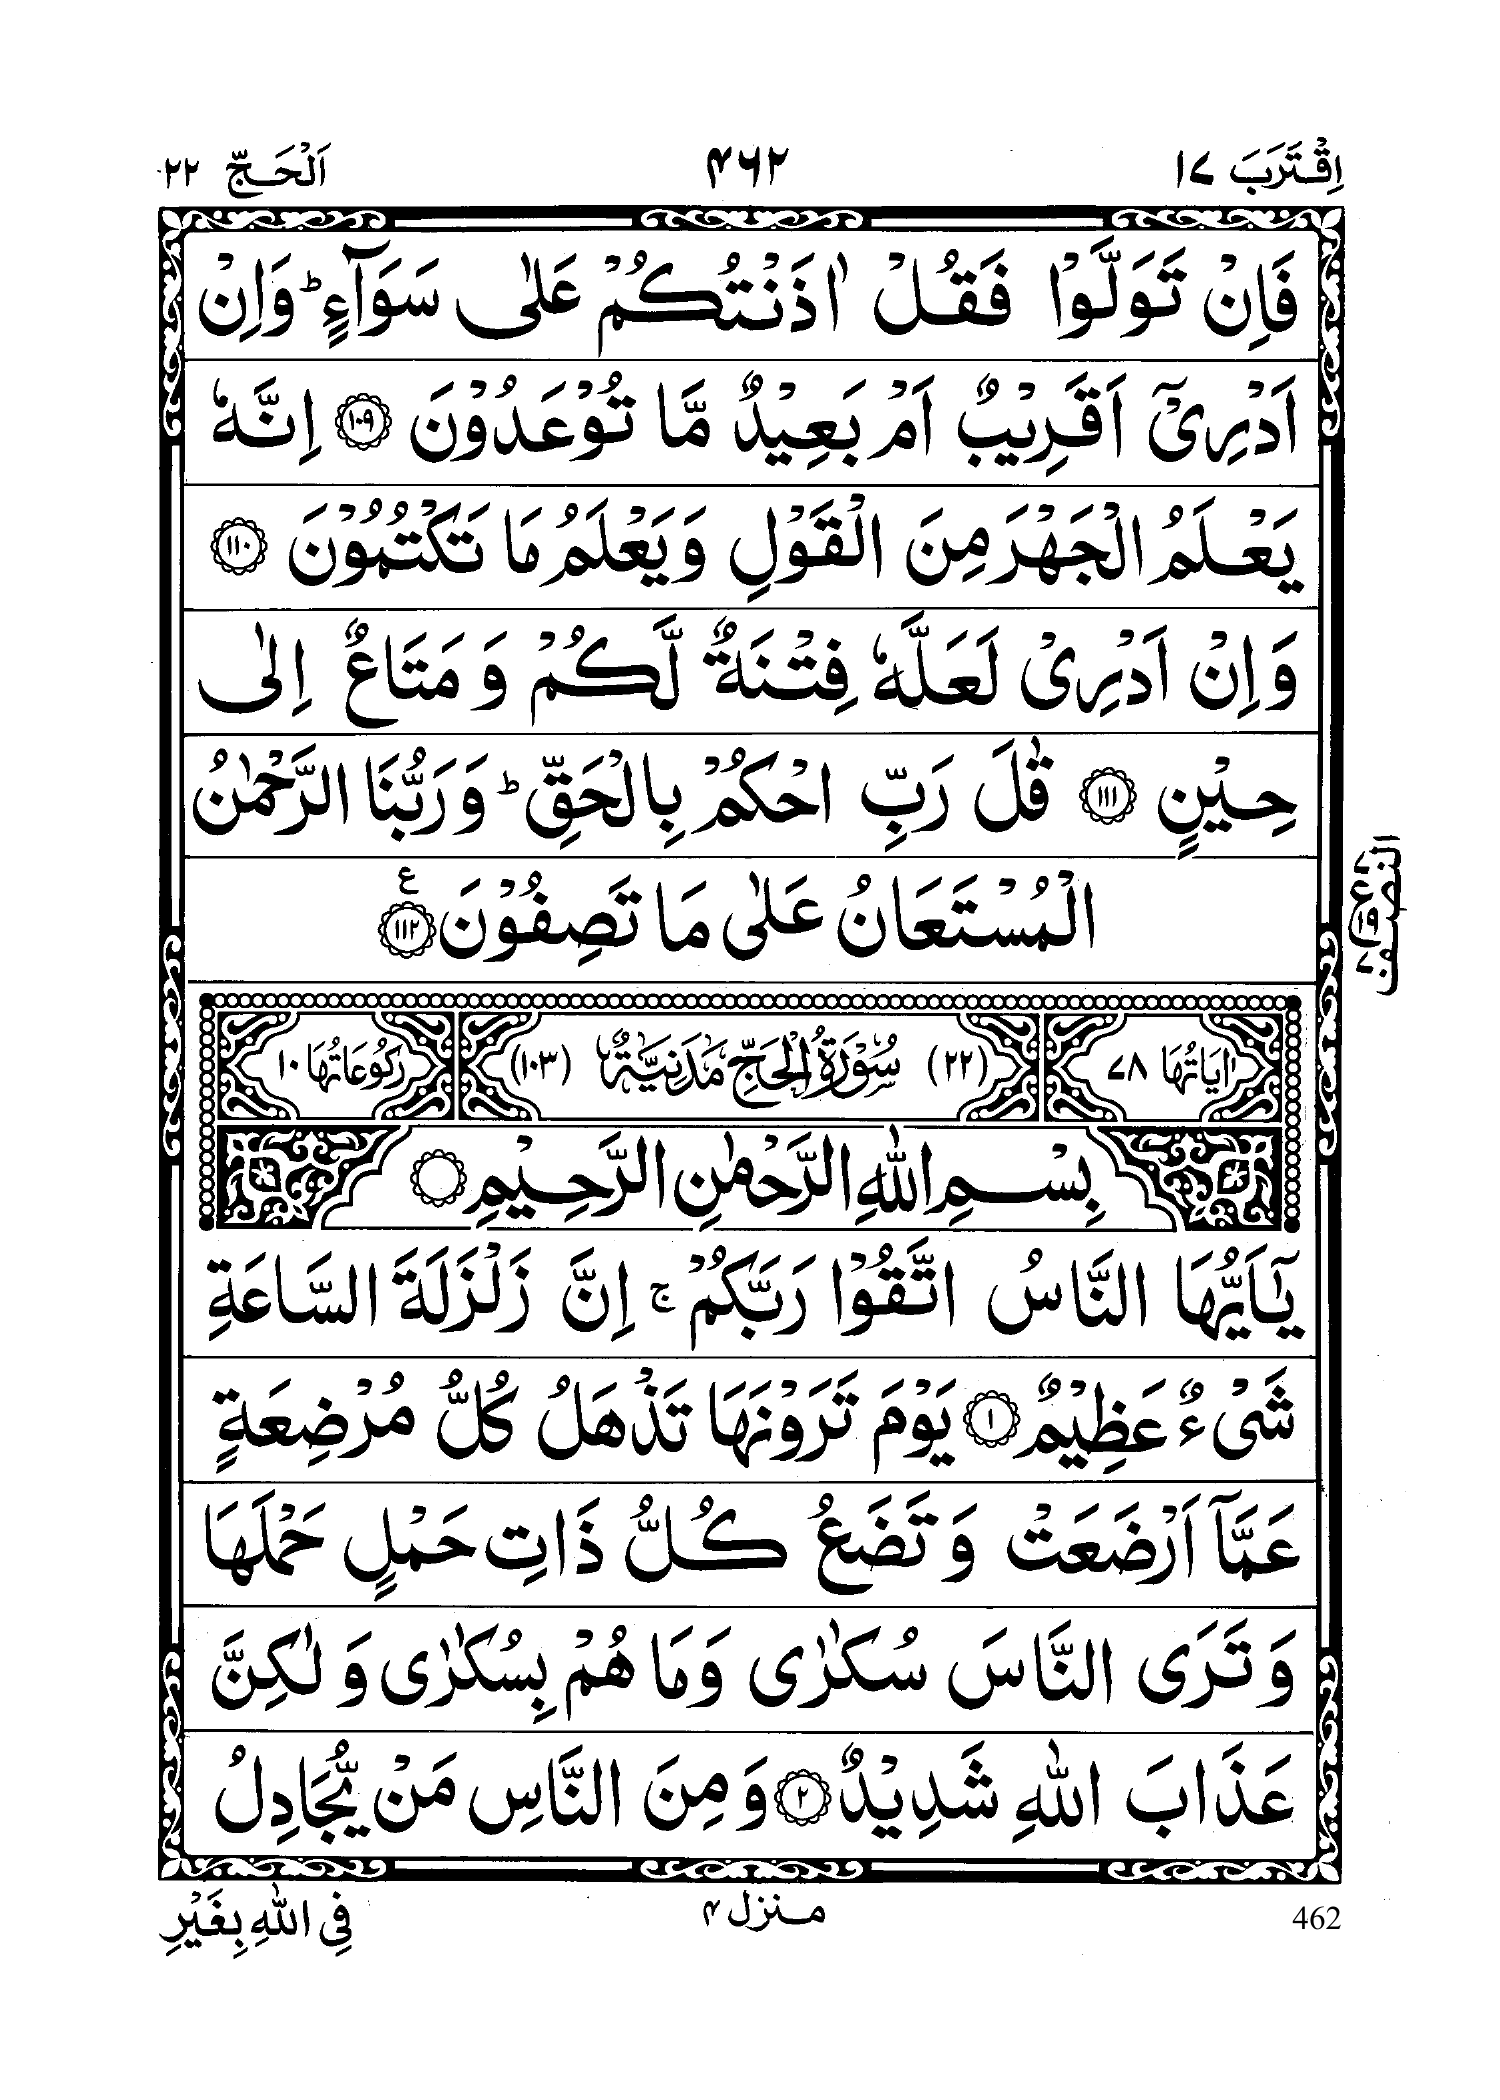 اِقْتَرَبَ ١٧
٤٦٢
اَلْحَجّ ٢٢
فَاِنْ تَوَلَّوْا فَقُلْ اٰذَنْتُكُمْ عَلٰى سَوَآءٍ ؕ وَاِنْ
اَدْرِىْۤ اَقَرِيْبٌ اَمْ بَعِيْدٌ مَّا تُوْعَدُوْنَ ﴿١٠٩﴾ اِنَّهٗ
يَعْلَمُ الْجَهْرَ مِنَ الْقَوْلِ وَيَعْلَمُ مَا تَكْتُمُوْنَ ﴿١١٠﴾
وَاِنْ اَدْرِىْ لَعَلَّهٗ فِتْنَةٌ لَّكُمْ وَ مَتَاعٌ اِلٰى
حِيْنٍ ﴿١١١﴾ قٰلَ رَبِّ احْكُمْ بِالْحَقِّ ؕ وَرَبُّنَا الرَّحْمٰنُ
الْمُسْتَعَانُ عَلٰى مَا تَصِفُوْنَ ﴿١١٢﴾ ع
النصف
اٰيَاتُهَا ٧٨
(٢٢) سُوْرَةُ الْحَجِّ مَدَنِيَّةٌ (١٠٣)
رُكُوْعَاتُهَا ١٠
بِسْمِ اللّٰهِ الرَّحْمٰنِ الرَّحِيْمِ
يٰۤاَيُّهَا النَّاسُ اتَّقُوْا رَبَّكُمْ ۚ اِنَّ زَلْزَلَةَ السَّاعَةِ
شَىْءٌ عَظِيْمٌ ﴿١﴾ يَوْمَ تَرَوْنَهَا تَذْهَلُ كُلُّ مُرْضِعَةٍ
عَمَّاۤ اَرْضَعَتْ وَ تَضَعُ كُلُّ ذَاتِ حَمْلٍ حَمْلَهَا
وَ تَرَى النَّاسَ سُكٰرٰى وَمَا هُمْ بِسُكٰرٰى وَ لٰكِنَّ
عَذَابَ اللّٰهِ شَدِيْدٌ ﴿٢﴾ وَ مِنَ النَّاسِ مَنْ يُّجَادِلُ
462
منزل ٤
فِى اللّٰهِ بِغَيْرِ